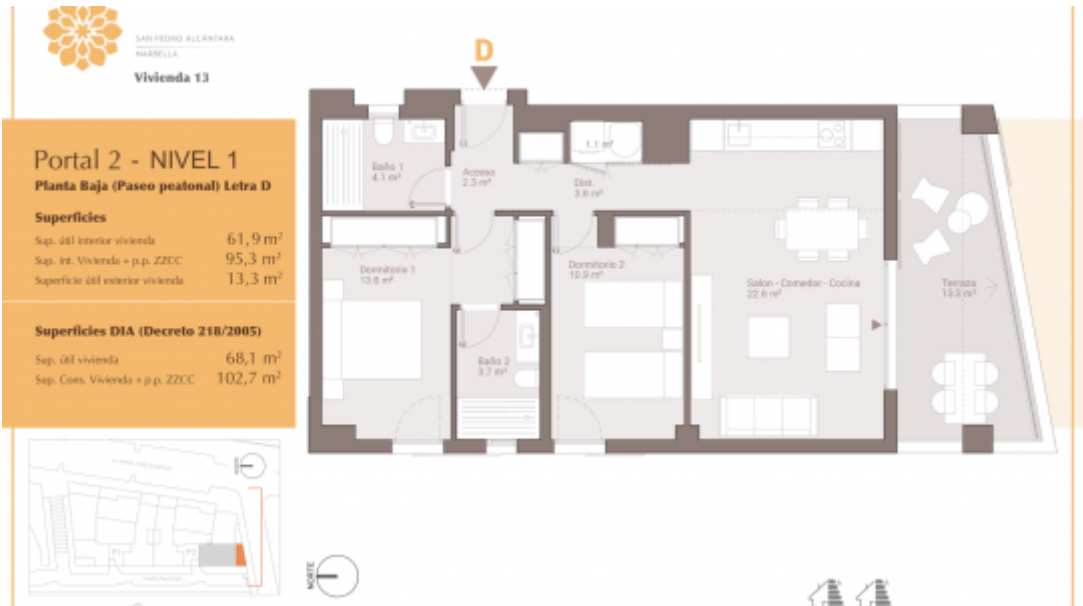 SAN PEDRO ALCÁNTARA
MARBELLA
Vivienda 13
D
Portal 2 - NIVEL 1
Planta Baja (Paseo peatonal) Letra D
Superficies
Sup. útil interior vivienda 61,9 m²
Sup. int. Vivienda + p.p. ZZCC 95,3 m²
Superficie útil exterior vivienda 13,3 m²
Superficies DIA (Decreto 218/2005)
Sup. útil vivienda 68,1 m²
Sup. Cons. Vivienda + p.p. ZZCC 102,7 m²
Baño 1
4.1 m²
Acceso
2.3 m²
1.1 m²
Dist.
3.6 m²
Dormitorio 1
13.6 m²
Dormitorio 2
10.9 m²
Baño 2
3.7 m²
Salon - Comedor - Cocina
22.6 m²
Terraza
13.3 m²
P1
P2
NORTE
NORTE